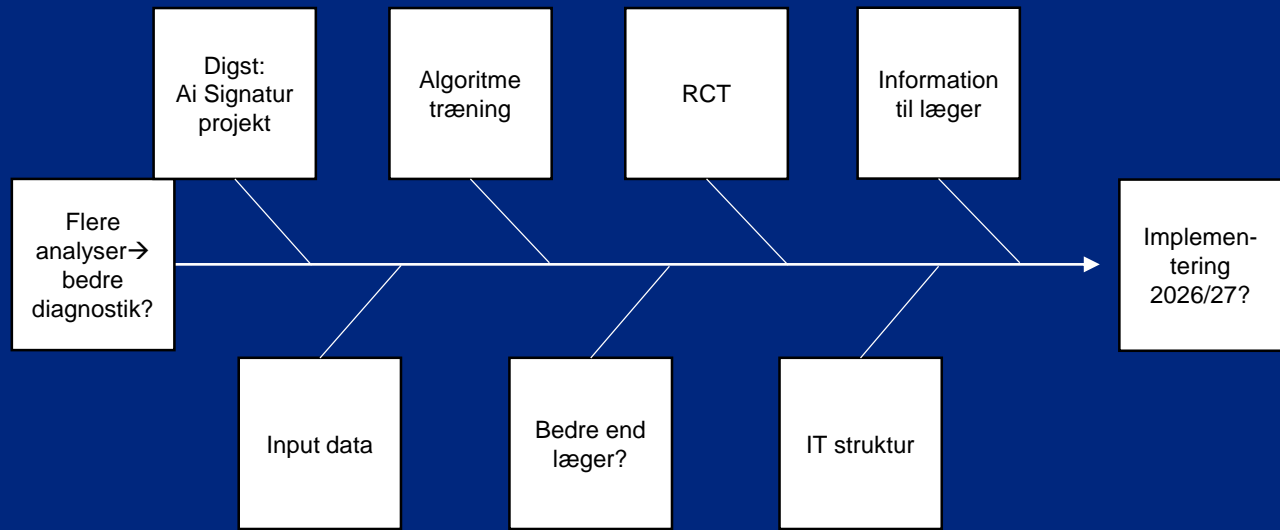 Digst:
Ai Signatur
projekt
Algoritme
træning
RCT
Information
til læger
Flere
analyser→
bedre
diagnostik?
Implemen-
tering
2026/27?
Input data
Bedre end
læger?
IT struktur